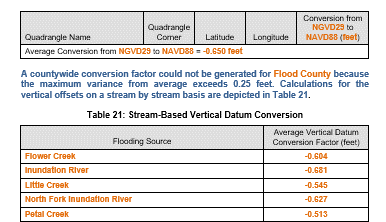 Quadrangle Name Quadrangle Corner Latitude Longitude Conversion from NGVD29 to NAVD88 (feet)
Average Conversion from NGVD29 to NAVD88 = -0.650 feet
A countywide conversion factor could not be generated for Flood County because
the maximum variance from average exceeds 0.25 feet. Calculations for the
vertical offsets on a stream by stream basis are depicted in Table 21.
Table 21: Stream-Based Vertical Datum Conversion
Flooding Source Average Vertical Datum Conversion Factor (feet)
Flower Creek -0.604
Inundation River -0.681
Little Creek -0.545
North Fork Inundation River -0.627
Petal Creek -0.513